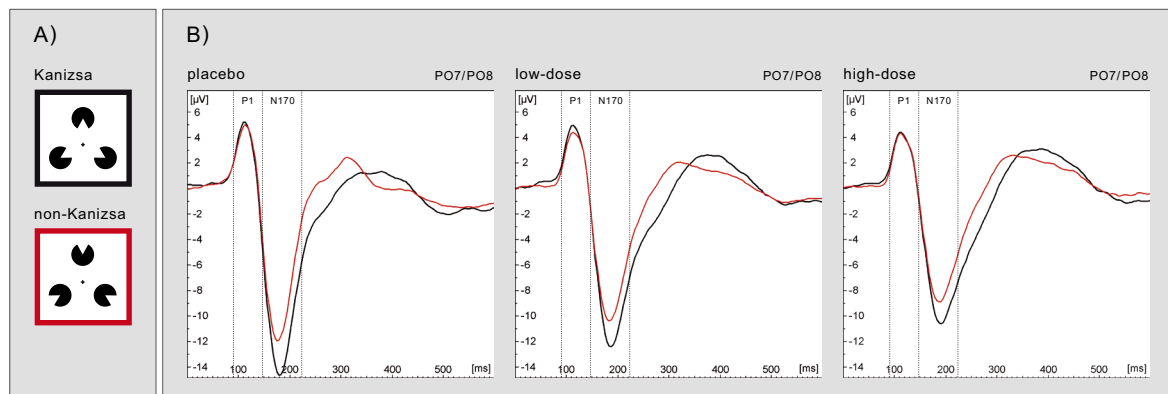 A)
Kanizsa
non-Kanizsa
B)
placebo PO7/PO8
[µV] P1 N170
6
4
2
-2
-4
-6
-8
-10
-12
-14
100 200 300 400 500 [ms]
low-dose PO7/PO8
[µV] P1 N170
6
4
2
-2
-4
-6
-8
-10
-12
-14
100 200 300 400 500 [ms]
high-dose PO7/PO8
[µV] P1 N170
6
4
2
-2
-4
-6
-8
-10
-12
-14
100 200 300 400 500 [ms]